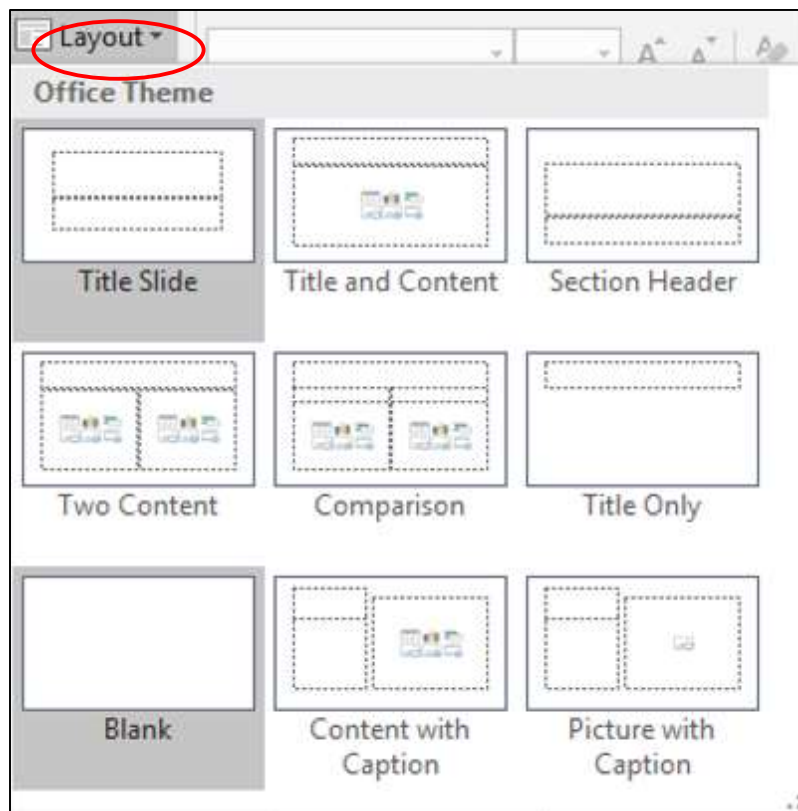 Layout
A A A
Office Theme
Title Slide
Title and Content
Section Header
Two Content
Comparison
Title Only
Blank
Content with
Caption
Picture with
Caption